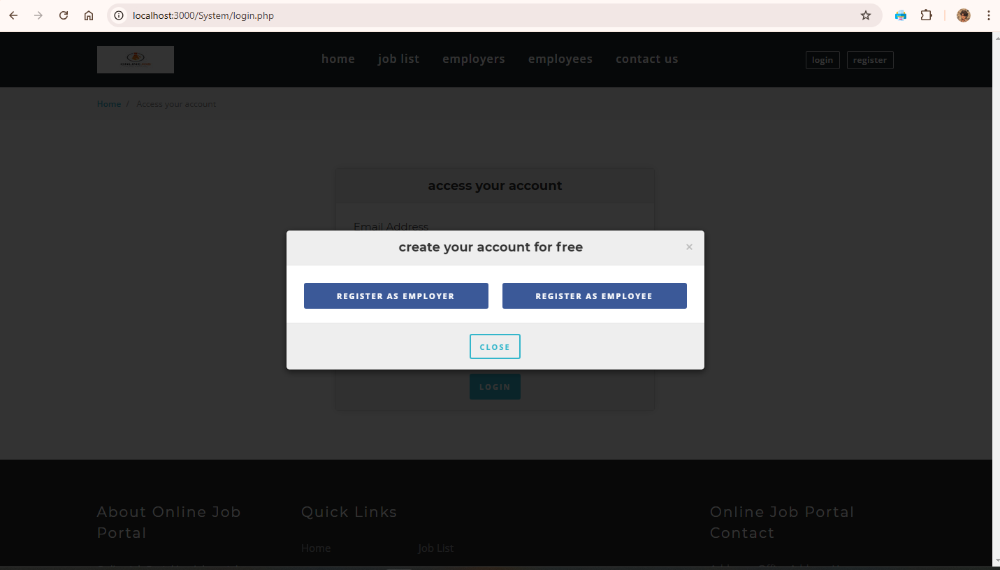 localhost:3000/System/login.php
home job list employers employees contact us login register
Home / Access your account
access your account
Email Address
create your account for free ×
REGISTER AS EMPLOYER REGISTER AS EMPLOYEE
CLOSE
LOGIN
About Online Job Portal
Quick Links
Home Job List
Online Job Portal Contact